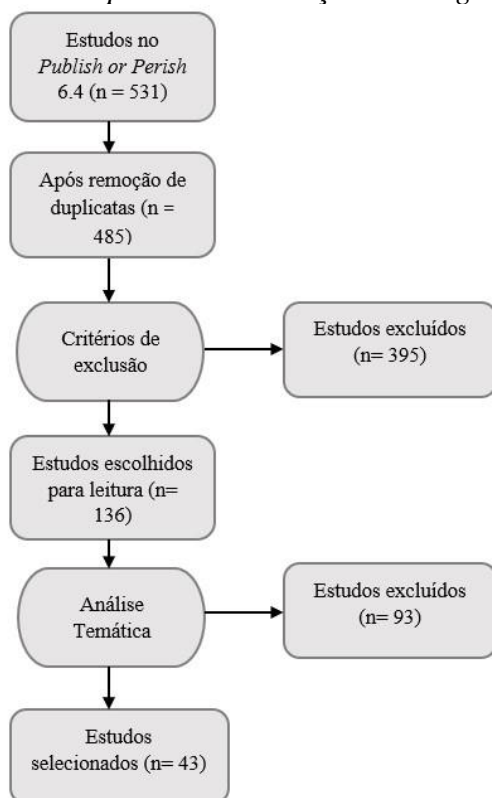 Estudos no
Publish or Perish
6.4 (n = 531)
Após remoção de
duplicatas (n =
485)
Critérios de
exclusão
Estudos excluídos
(n= 395)
Estudos escolhidos
para leitura (n=
136)
Análise
Temática
Estudos excluídos
(n= 93)
Estudos
selecionados (n= 43)